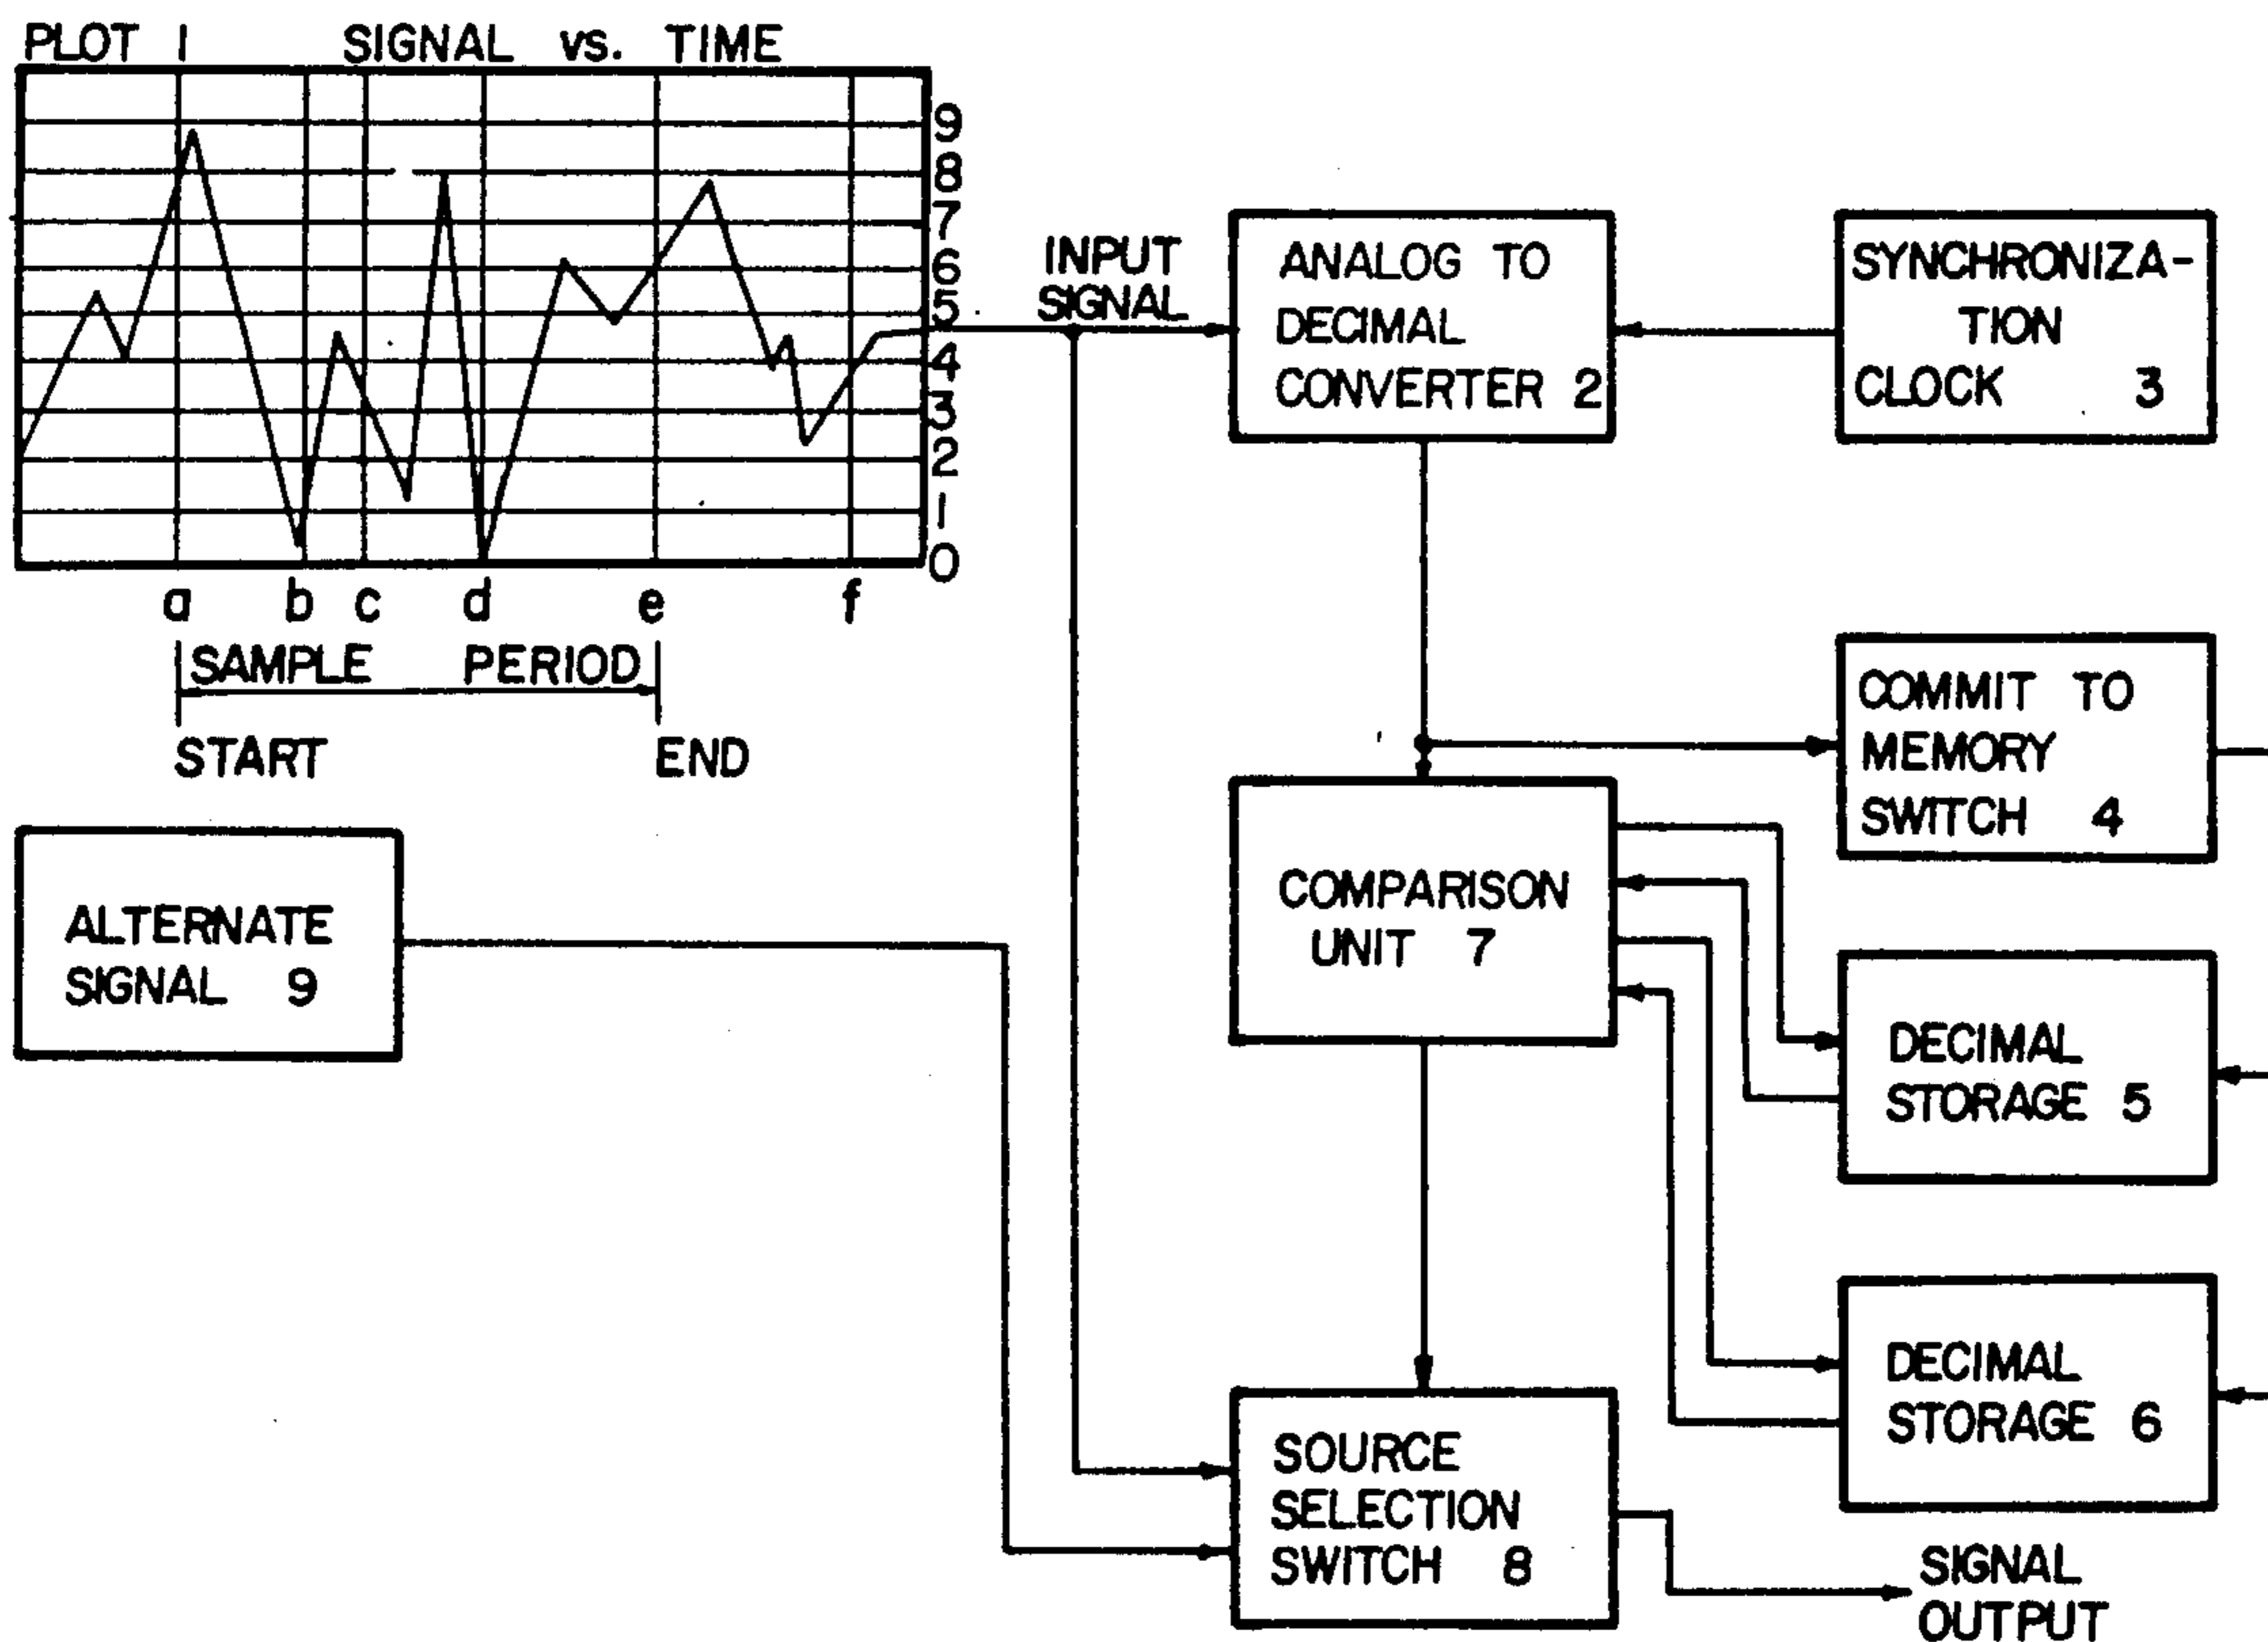 PLOT 1 SIGNAL vs. TIME
9
8
7
6
5
4
3
2
1
0
a b c d e f
SAMPLE PERIOD
START END
INPUT
SIGNAL
ANALOG TO
DECIMAL
CONVERTER 2
SYNCHRONIZA-
TION
CLOCK 3
COMMIT TO
MEMORY
SWITCH 4
ALTERNATE
SIGNAL 9
COMPARISON
UNIT 7
DECIMAL
STORAGE 5
DECIMAL
STORAGE 6
SOURCE
SELECTION
SWITCH 8
SIGNAL
OUTPUT